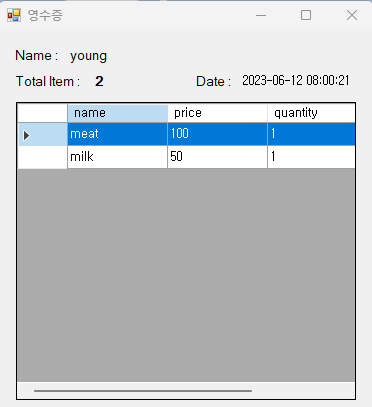 영수증
Name : young
Total Item : 2 Date : 2023-06-12 08:00:21
name price quantity
meat 100 1
milk 50 1